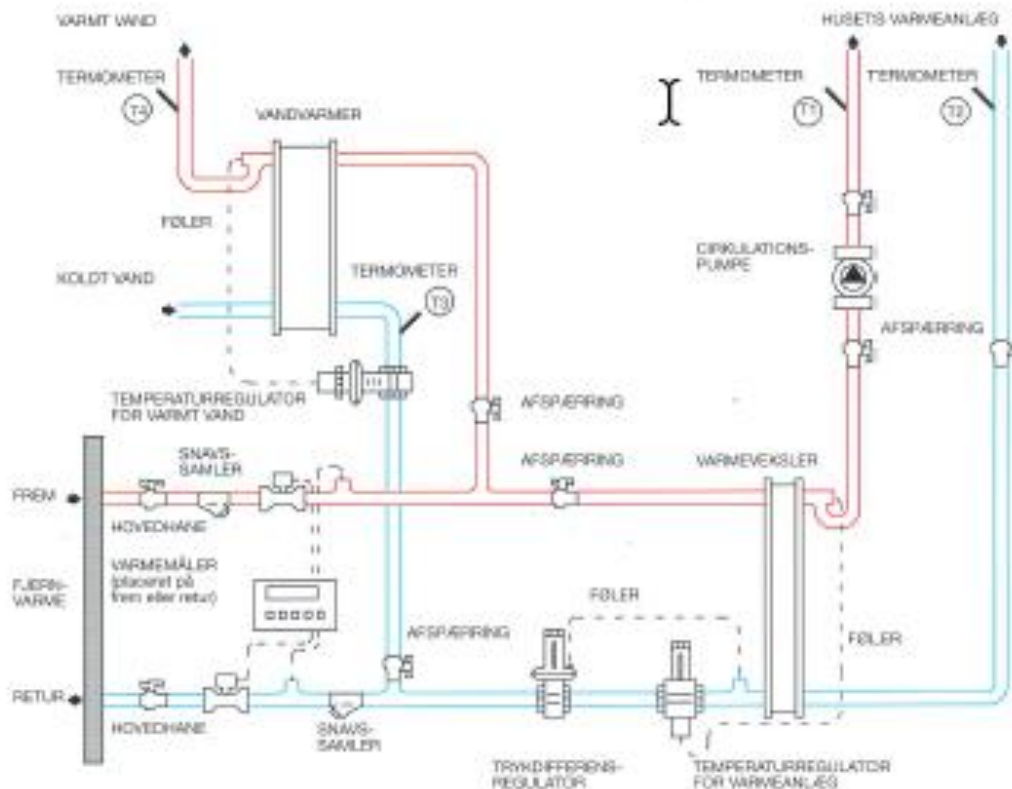 VARMT VAND
HUSETS VARMEANLÆG
TERMOMETER
T4
VANDVARMER
TERMOMETER
T1
TERMOMETER
T2
FØLER
CIRKULATIONS-
PUMPE
KOLDT VAND
TERMOMETER
T3
AFSPÆRRING
TEMPERATURREGULATOR
FOR VARMT VAND
AFSPÆRRING
SNAVS-
SAMLER
AFSPÆRRING
VARMEVEKSLER
FREM
HOVEDHANE
VARMEMÅLER
(placeret på
frem eller retur)
FJERN-
VARME
FØLER
AFSPÆRRING
FØLER
RETUR
HOVEDHANE
SNAVS-
SAMLER
TRYKDIFFERENS-
REGULATOR
TEMPERATURREGULATOR
FOR VARMEANLÆG